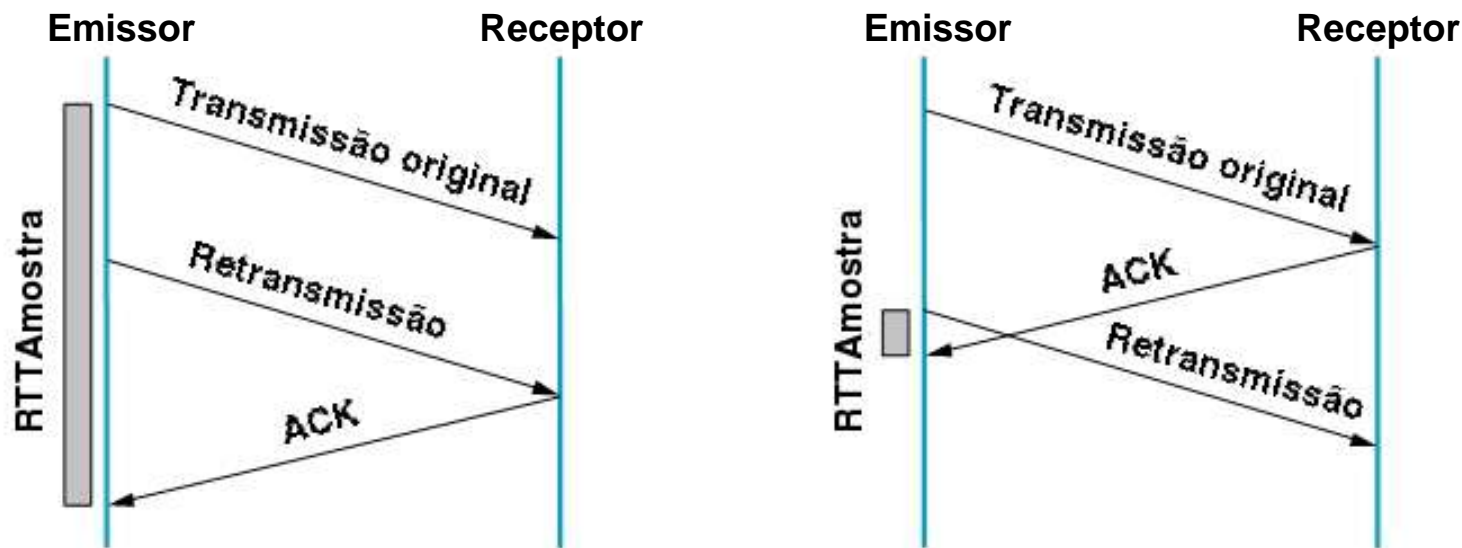 Emissor
Receptor
Transmissão original
Retransmissão
ACK
RTTAmostra
Emissor
Receptor
Transmissão original
ACK
Retransmissão
RTTAmostra